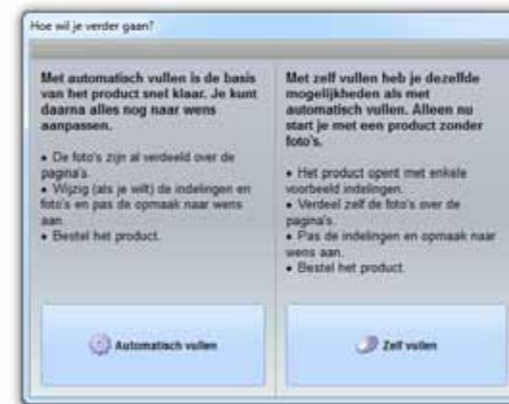 Hoe wil je verder gaan?
Met automatisch vullen is de basis
van het product snel klaar. Je kunt
daarna alles nog naar wens
aanpassen.
• De foto's zijn al verdeeld over de
pagina's.
• Wijzig (als je wilt) de indelingen en
foto's en pas de opmaak naar wens
aan.
• Bestel het product.
Automatisch vullen
Met zelf vullen heb je dezelfde
mogelijkheden als met
automatisch vullen. Alleen nu
start je met een product zonder
foto's.
• Het product opent met enkele
voorbeeld indelingen.
• Verdeel zelf de foto's over de
pagina's.
• Pas de indelingen en opmaak naar
wens aan.
• Bestel het product.
Zelf vullen